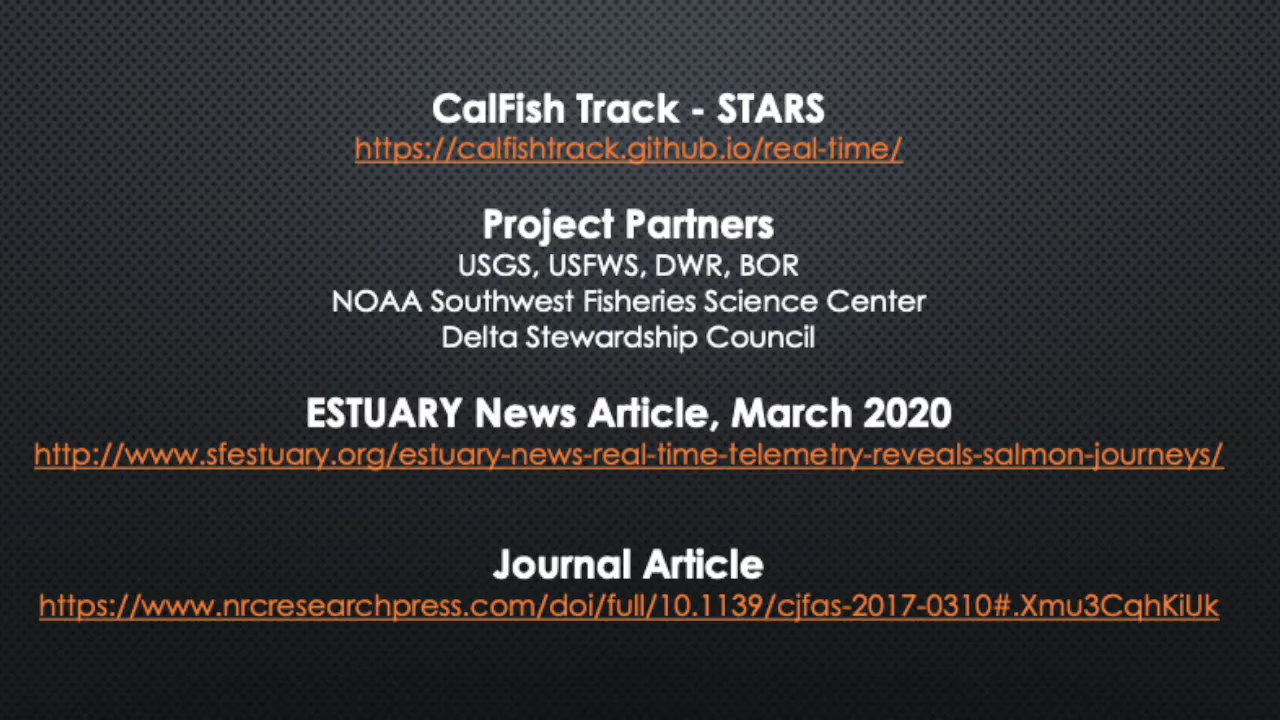 CalFish Track - STARS
https://calfishtrack.github.io/real-time/
Project Partners
USGS, USFWS, DWR, BOR
NOAA Southwest Fisheries Science Center
Delta Stewardship Council
ESTUARY News Article, March 2020
http://www.sfestuary.org/estuary-news-real-time-telemetry-reveals-salmon-journeys/
Journal Article
https://www.nrcresearchpress.com/doi/full/10.1139/cjfas-2017-0310#.Xmu3CqhKiUk